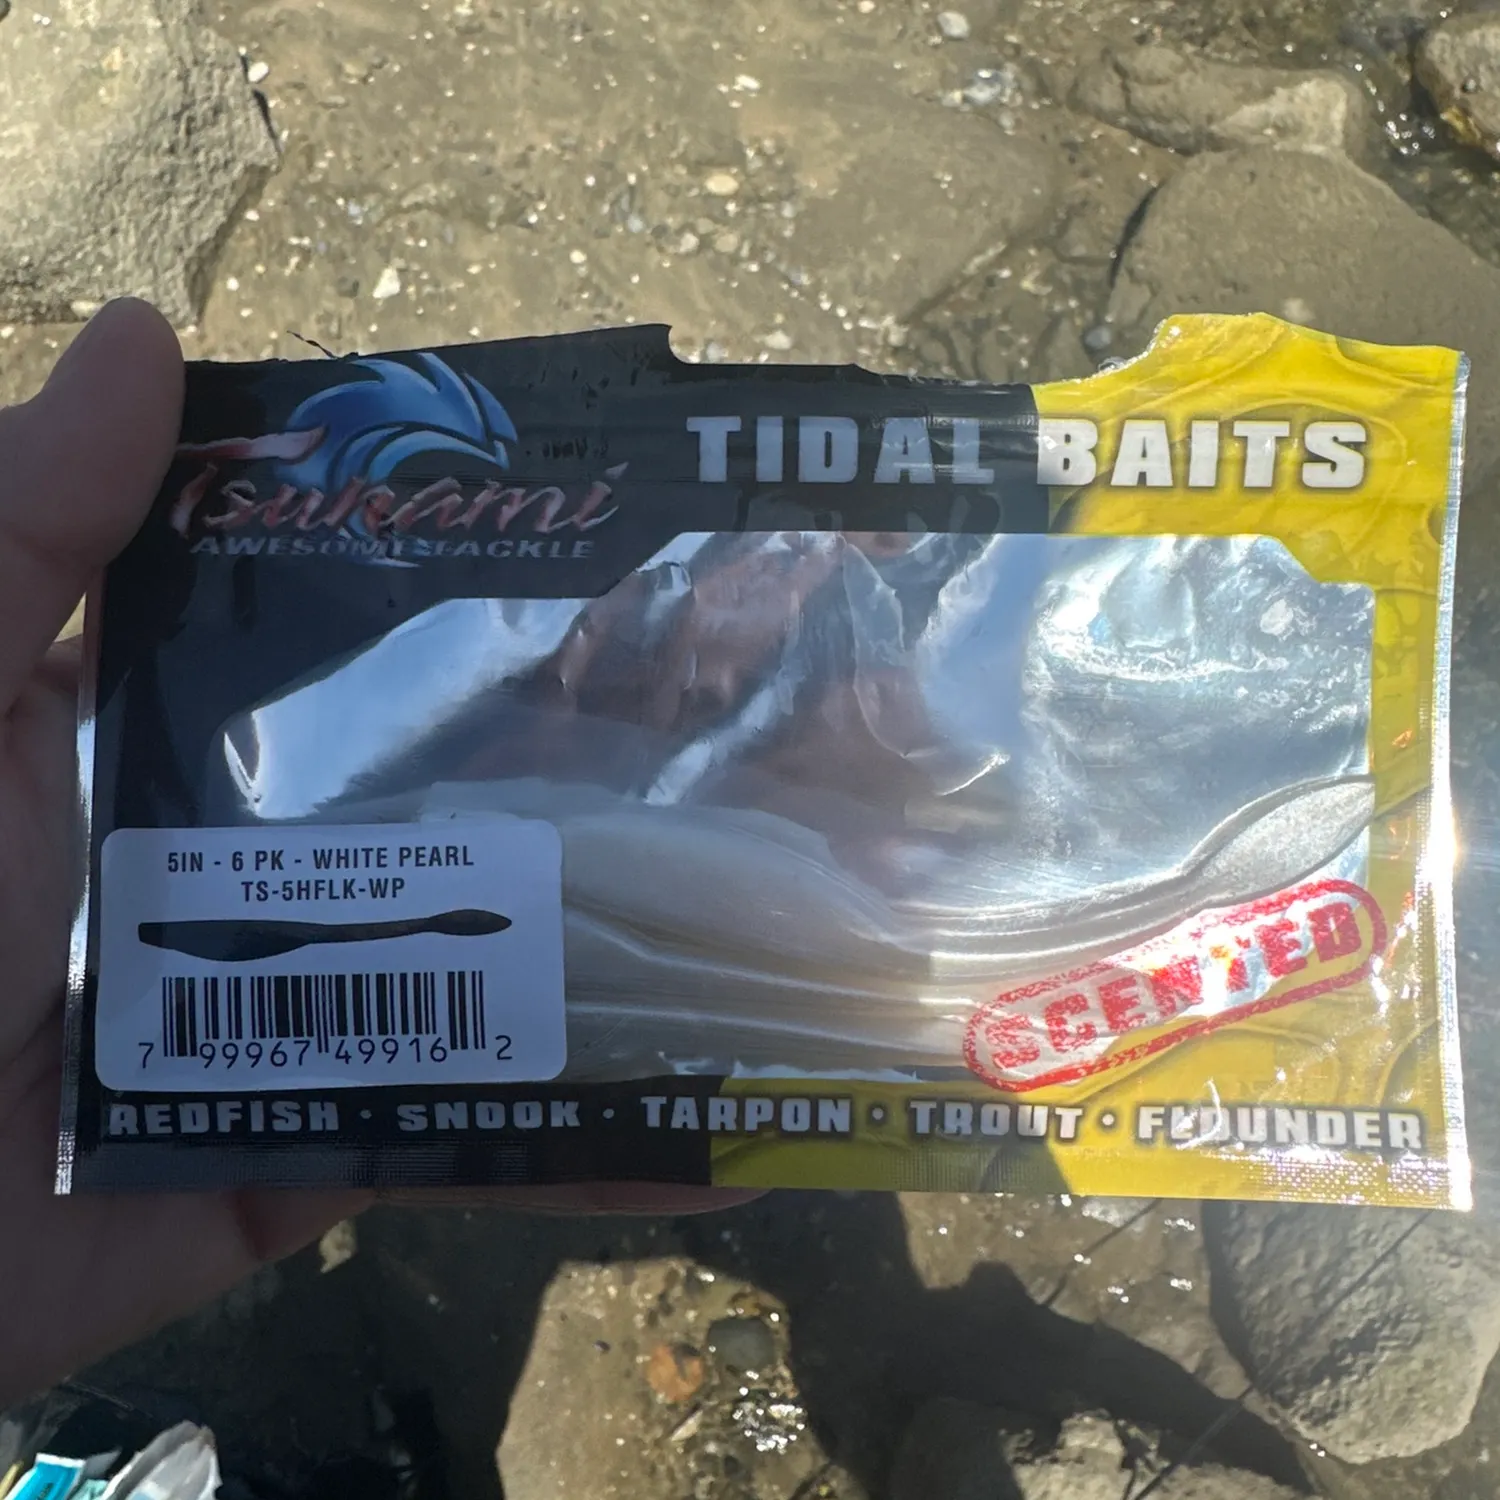 TIDAL BAITS
Tsunami
AWESOME TACKLE
5IN - 6 PK - WHITE PEARL
TS-5HFLK-WP
7 99967 49916 2
SCENTED
REDFISH • SNOOK • TARPON • TROUT • FLOUNDER